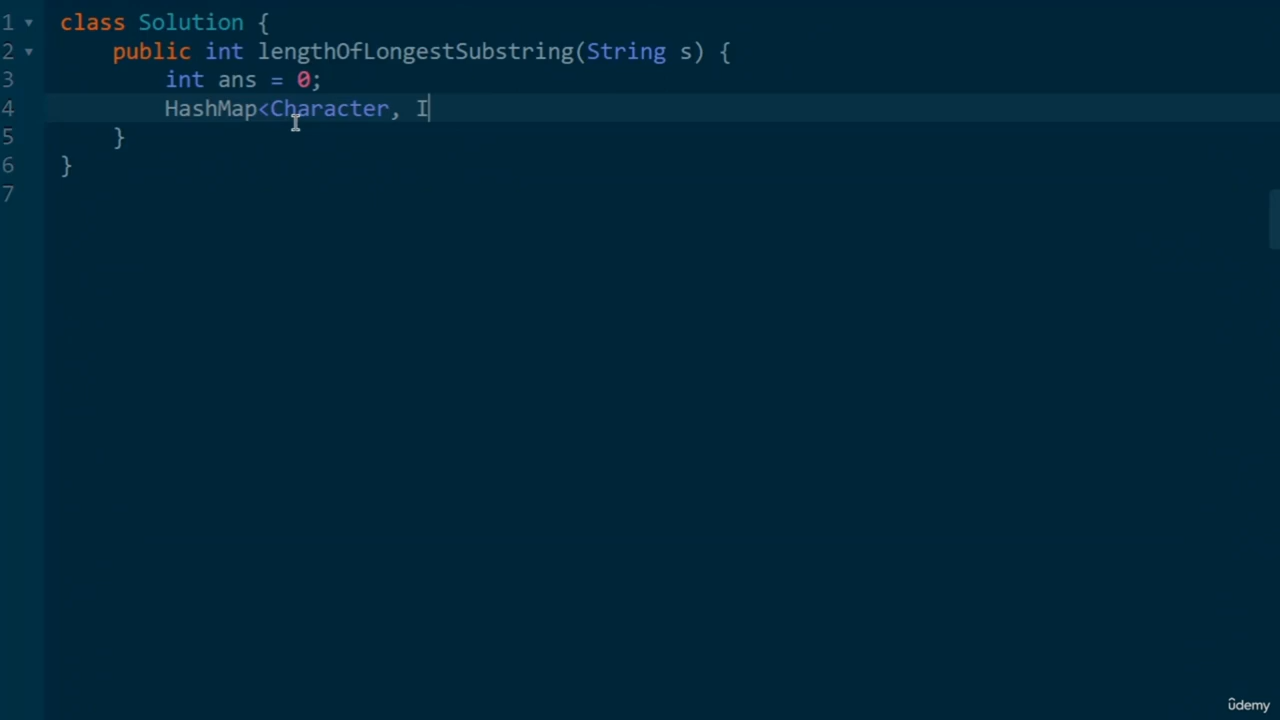 1 class Solution {
2 public int lengthOfLongestSubstring(String s) {
3 int ans = 0;
4 HashMap<Character, I
5 }
6 }
7
ûdemy